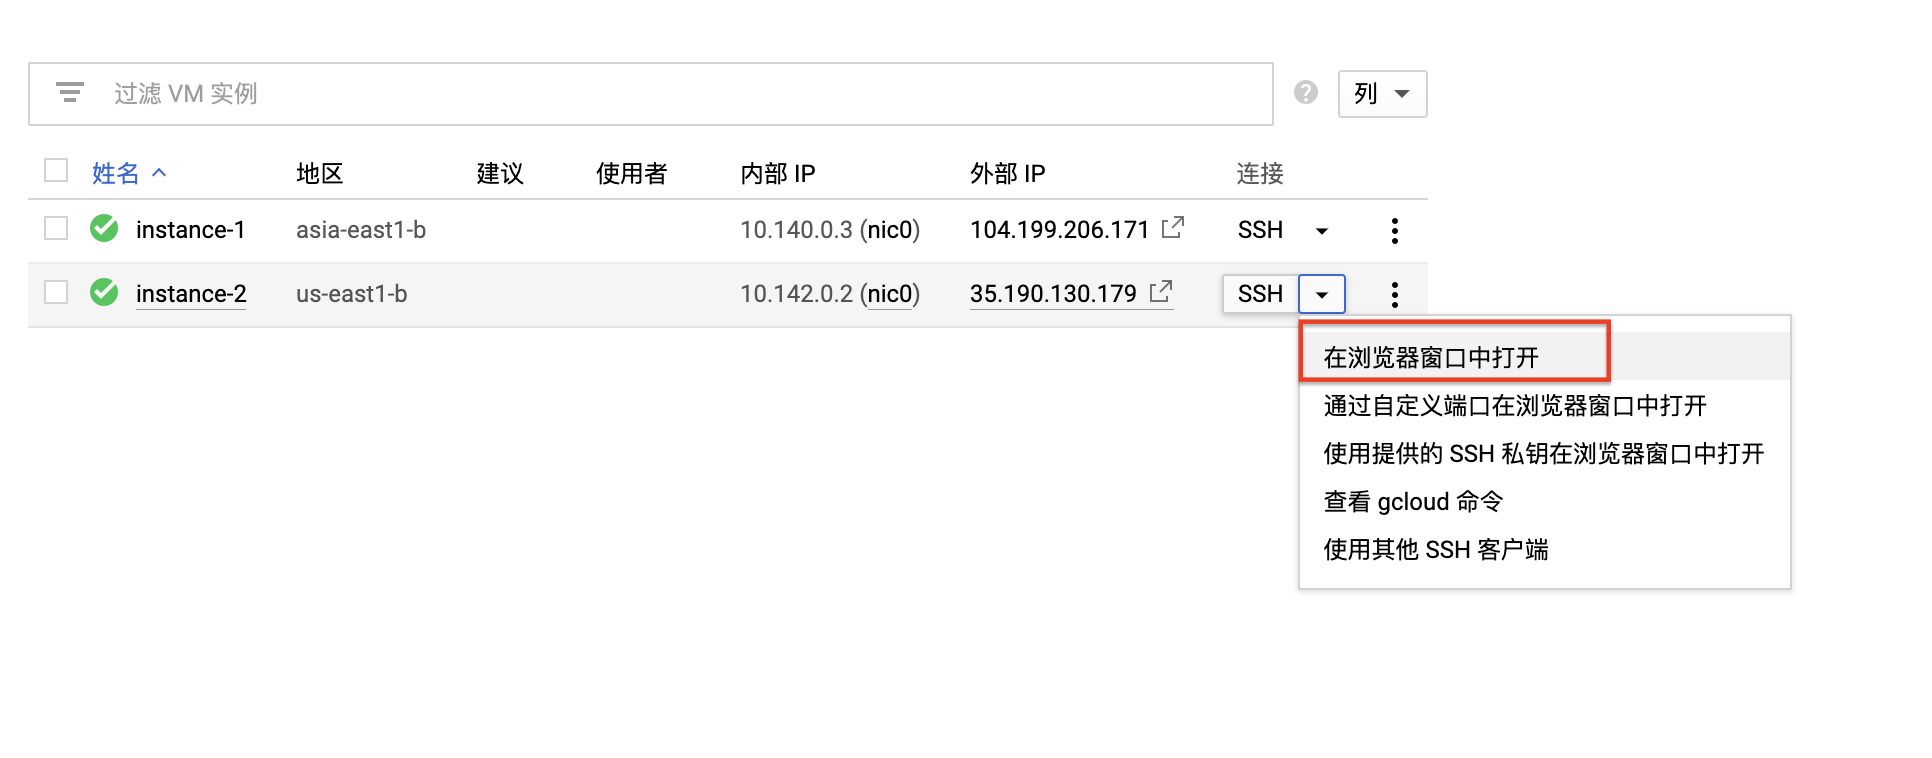 过滤 VM 实例
列
姓名 地区 建议 使用者 内部 IP 外部 IP 连接
instance-1 asia-east1-b 10.140.0.3 (nic0) 104.199.206.171 SSH
instance-2 us-east1-b 10.142.0.2 (nic0) 35.190.130.179 SSH
在浏览器窗口中打开
通过自定义端口在浏览器窗口中打开
使用提供的 SSH 私钥在浏览器窗口中打开
查看 gcloud 命令
使用其他 SSH 客户端